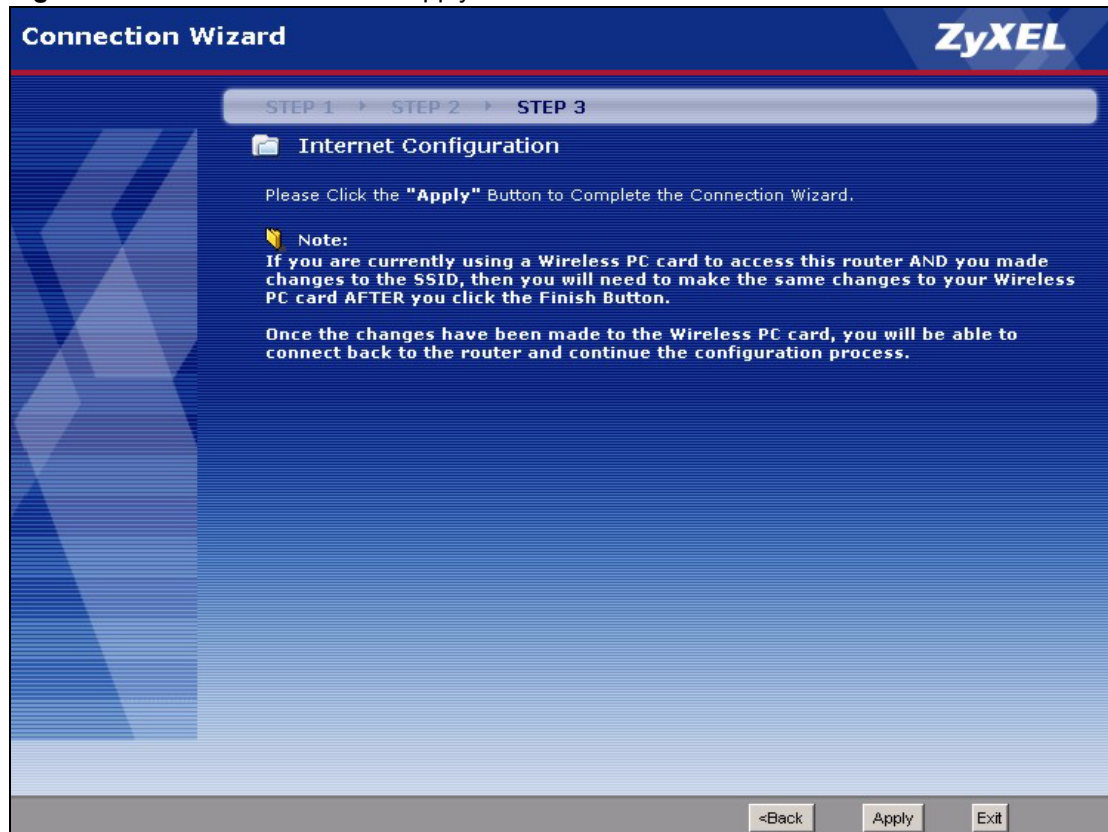 Apply
Connection Wizard
ZyXEL
STEP 1 STEP 2 STEP 3
Internet Configuration
Please Click the "Apply" Button to Complete the Connection Wizard.
Note:
If you are currently using a Wireless PC card to access this router AND you made
changes to the SSID, then you will need to make the same changes to your Wireless
PC card AFTER you click the Finish Button.
Once the changes have been made to the Wireless PC card, you will be able to
connect back to the router and continue the configuration process.
<Back Apply Exit